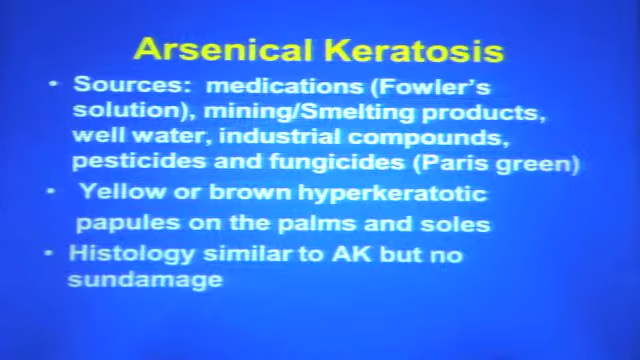 Arsenical Keratosis
• Sources: medications (Fowler's
solution), mining/Smelting products,
well water, industrial compounds,
pesticides and fungicides (Paris green)
• Yellow or brown hyperkeratotic
papules on the palms and soles
• Histology similar to AK but no
sundamage